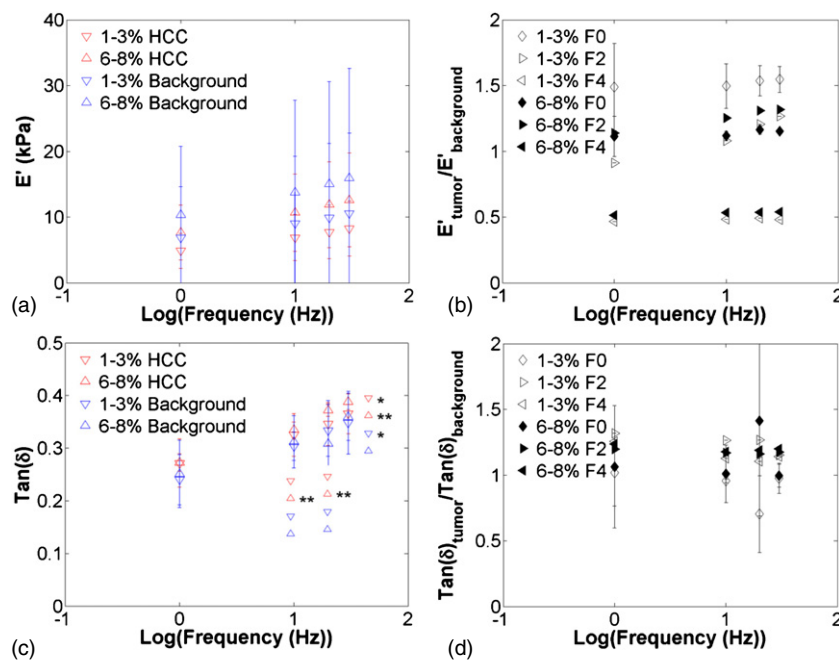 40
30
20
10
0
-1
0
1
2
E' (kPa)
Log(Frequency (Hz))
1-3% HCC
6-8% HCC
1-3% Background
6-8% Background
(a)
2
1.5
1
0.5
0
-1
0
1
2
E'tumor/E'background
Log(Frequency (Hz))
1-3% F0
1-3% F2
1-3% F4
6-8% F0
6-8% F2
6-8% F4
(b)
0.5
0.4
0.3
0.2
0.1
0
-1
0
1
2
Tan(δ)
Log(Frequency (Hz))
1-3% HCC
6-8% HCC
1-3% Background
6-8% Background
*
**
*
**
**
(c)
2
1.5
1
0.5
0
-1
0
1
2
Tan(δ)tumor/Tan(δ)background
Log(Frequency (Hz))
1-3% F0
1-3% F2
1-3% F4
6-8% F0
6-8% F2
6-8% F4
(d)